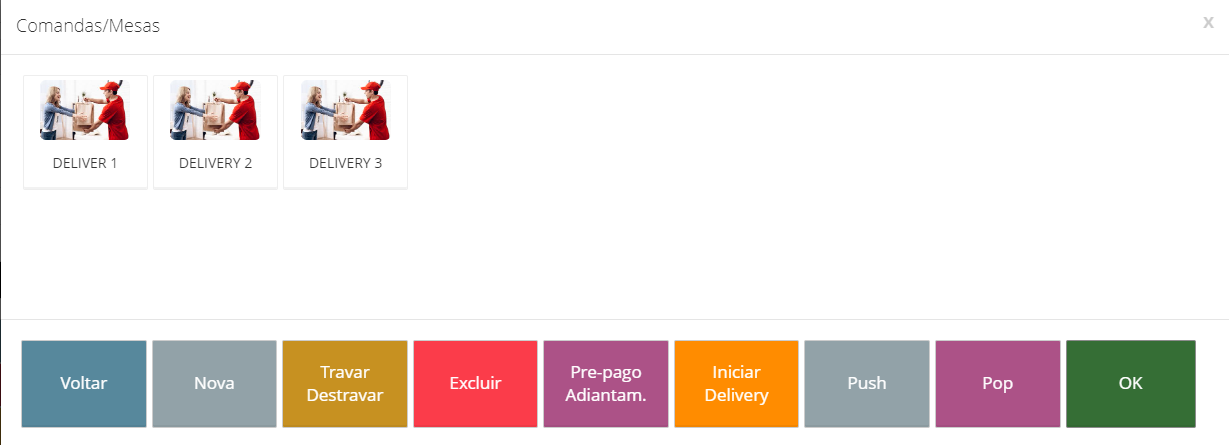 Comandas/Mesas
x
DELIVER 1
DELIVERY 2
DELIVERY 3
Voltar
Nova
Travar
Destravar
Excluir
Pre-pago
Adiantam.
Iniciar
Delivery
Push
Pop
OK